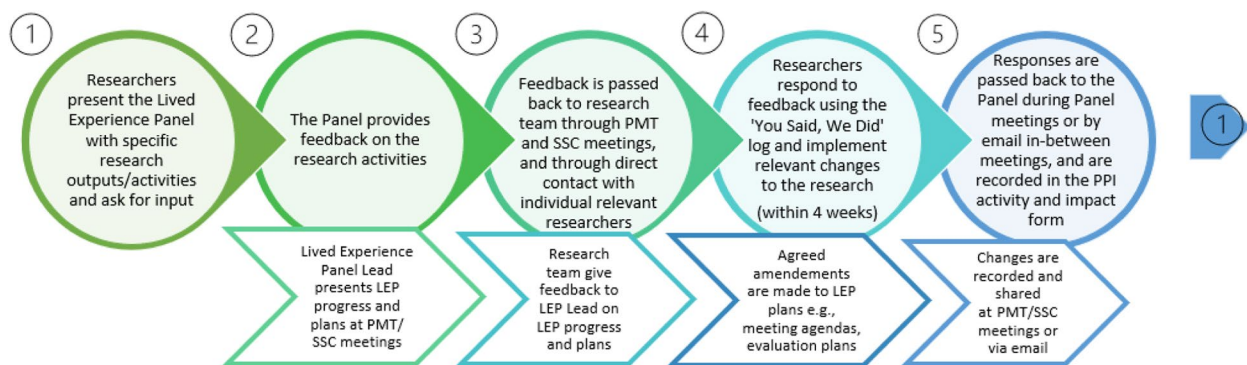 1
Researchers
present the Lived
Experience Panel
with specific
research
outputs/activities
and ask for input
2
The Panel provides
feedback on the
research activities
3
Feedback is passed
back to research
team through PMT
and SSC meetings,
and through direct
contact with
individual relevant
researchers
4
Researchers
respond to
feedback using the
'You Said, We Did'
log and implement
relevant changes
to the research
(within 4 weeks)
5
Responses are
passed back to the
Panel during Panel
meetings or by
email in-between
meetings, and are
recorded in the PPI
activity and impact
form
1
Lived Experience
Panel Lead
presents LEP
progress and
plans at PMT/
SSC meetings
Research
team give
feedback to
LEP Lead on
LEP progress
and plans
Agreed
amendements
are made to LEP
plans e.g.,
meeting agendas,
evaluation plans
Changes are
recorded and
shared
at PMT/SSC
meetings or
via email